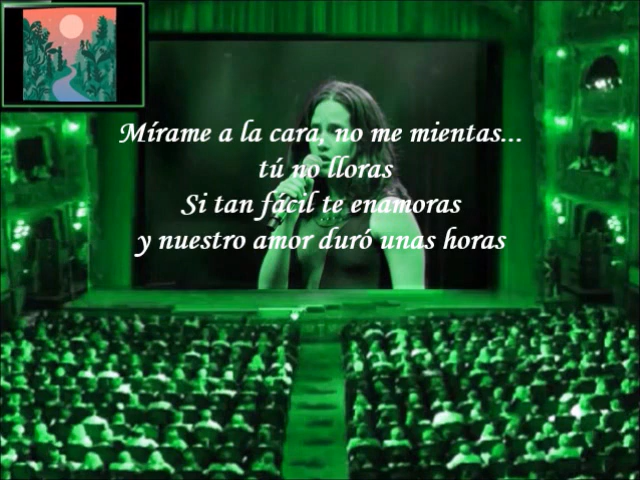 Mírame a la cara, no me mientas...
tú no lloras
Si tan fácil te enamoras
y nuestro amor duró unas horas